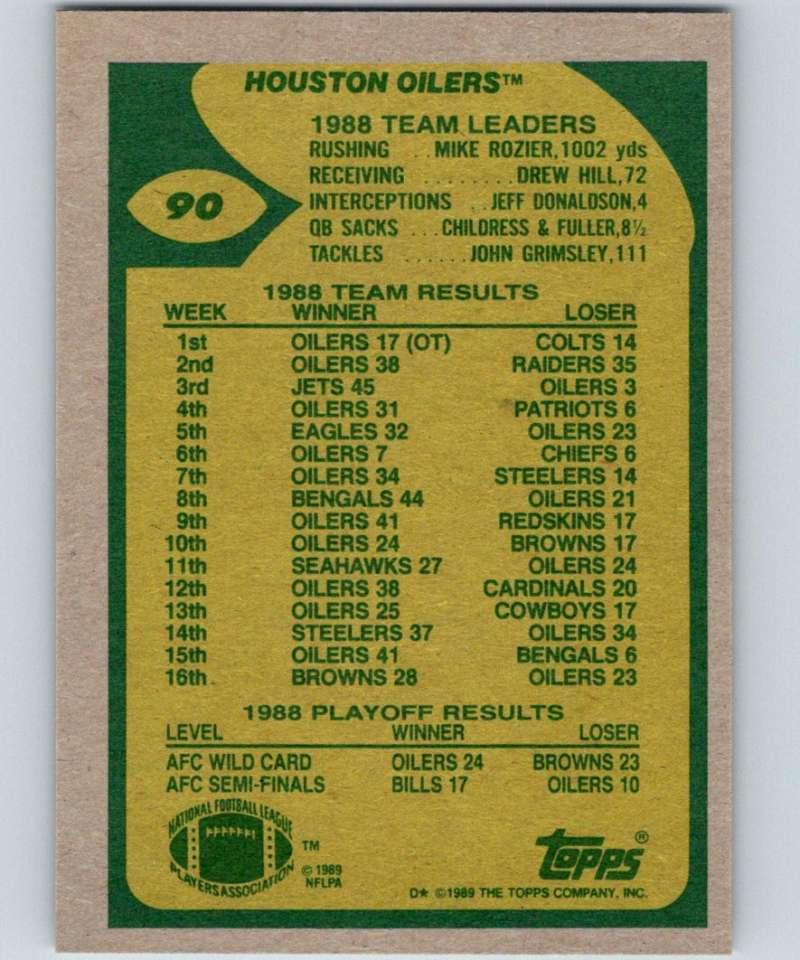 HOUSTON OILERS™
1988 TEAM LEADERS
RUSHING ..MIKE ROZIER,1002 yds
RECEIVING ........DREW HILL,72
INTERCEPTIONS ..JEFF DONALDSON,4
QB SACKS ...CHILDRESS & FULLER,8½
TACKLES ......JOHN GRIMSLEY,111
90
1988 TEAM RESULTS
WEEK WINNER LOSER
1st OILERS 17 (OT) COLTS 14
2nd OILERS 38 RAIDERS 35
3rd JETS 45 OILERS 3
4th OILERS 31 PATRIOTS 6
5th EAGLES 32 OILERS 23
6th OILERS 7 CHIEFS 6
7th OILERS 34 STEELERS 14
8th BENGALS 44 OILERS 21
9th OILERS 41 REDSKINS 17
10th OILERS 24 BROWNS 17
11th SEAHAWKS 27 OILERS 24
12th OILERS 38 CARDINALS 20
13th OILERS 25 COWBOYS 17
14th STEELERS 37 OILERS 34
15th OILERS 41 BENGALS 6
16th BROWNS 28 OILERS 23
1988 PLAYOFF RESULTS
LEVEL WINNER LOSER
AFC WILD CARD OILERS 24 BROWNS 23
AFC SEMI-FINALS BILLS 17 OILERS 10
NATIONAL FOOTBALL LEAGUE
PLAYERS ASSOCIATION
TM
© 1989
NFLPA
topps®
D★ ©1989 THE TOPPS COMPANY, INC.